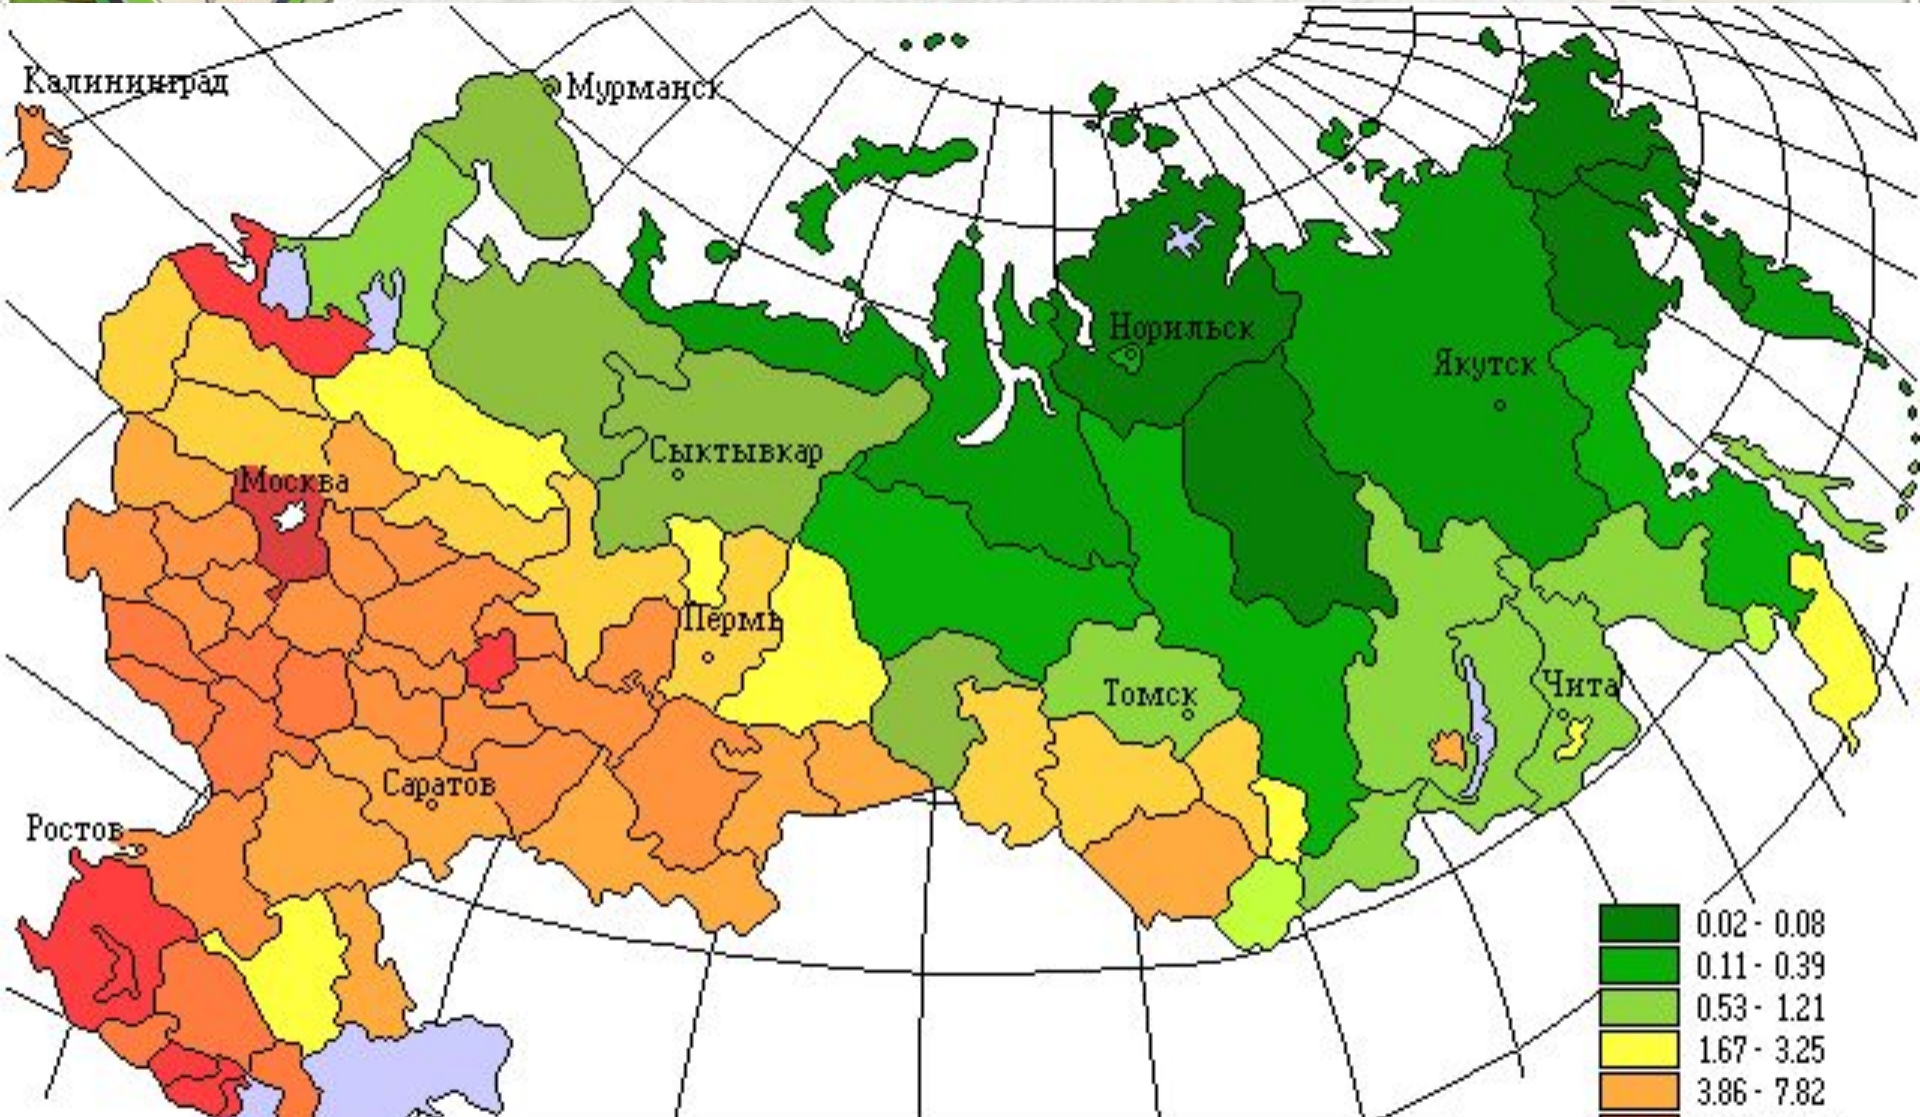 Калининград
Мурманск
Норильск
Якутск
Сыктывкар
Москва
Пермь
Томск
Чита
Саратов
Ростов
0.02 - 0.08
0.11 - 0.39
0.53 - 1.21
1.67 - 3.25
3.86 - 7.82